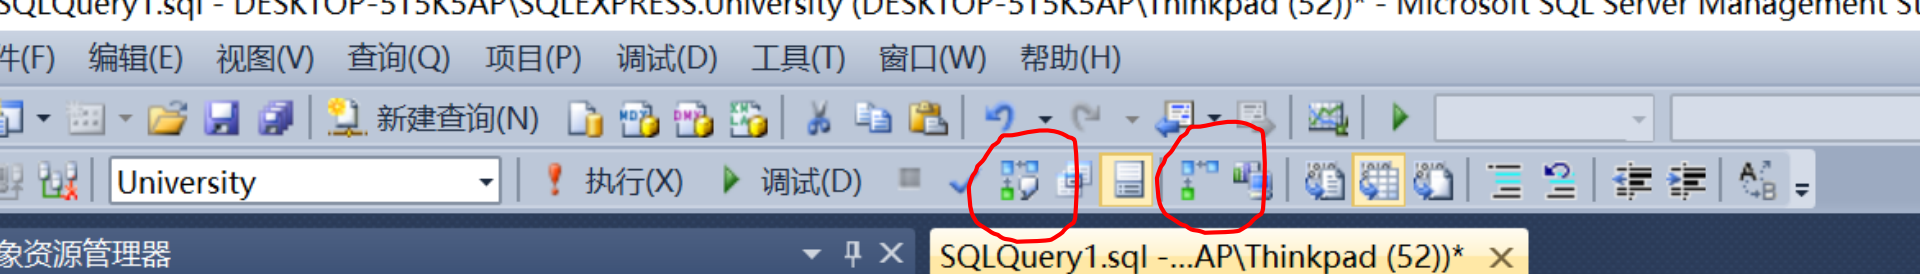 SQLQuery1.sql - DESKTOP-5T5K5AP\SQLEXPRESS.University (DESKTOP-5T5K5AP\Thinkpad (52))* - Microsoft SQL Server Management St
件(F) 编辑(E) 视图(V) 查询(Q) 项目(P) 调试(D) 工具(T) 窗口(W) 帮助(H)
新建查询(N)
University 执行(X) 调试(D)
象资源管理器 SQLQuery1.sql -...AP\Thinkpad (52))*